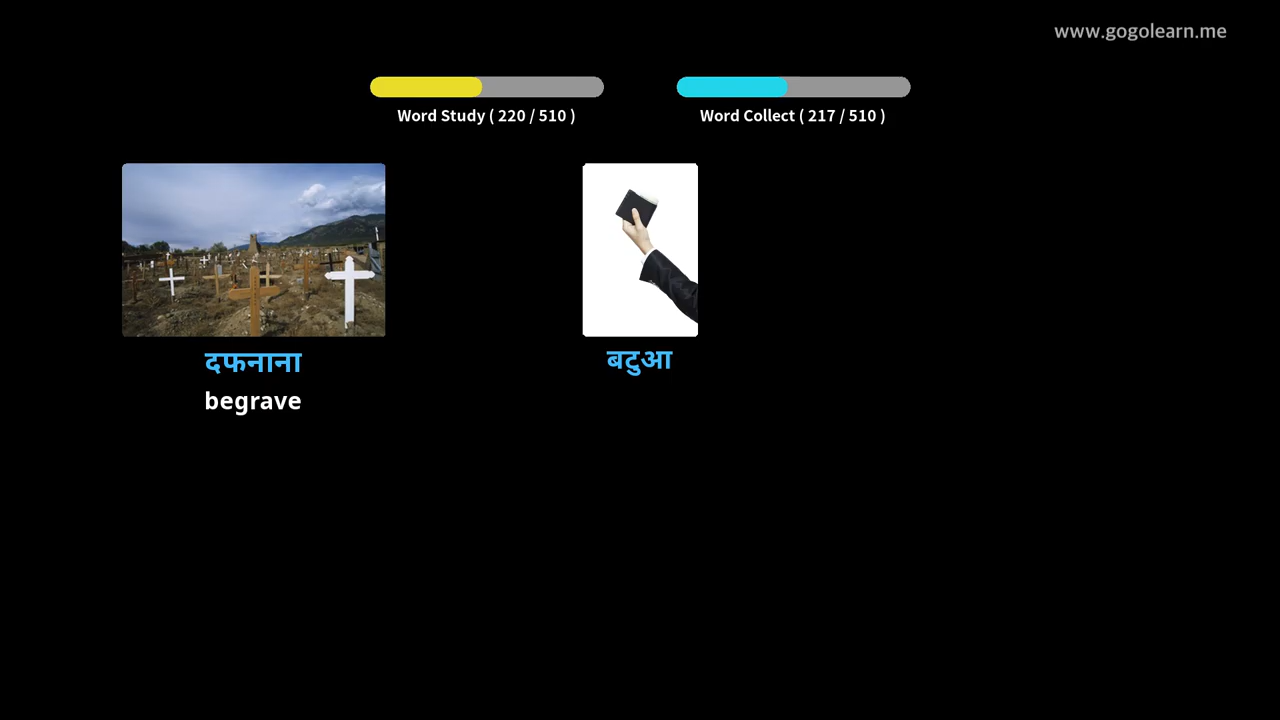 www.gogolearn.me
Word Study ( 220 / 510 )
Word Collect ( 217 / 510 )
दफनाना
begrave
बटुआ